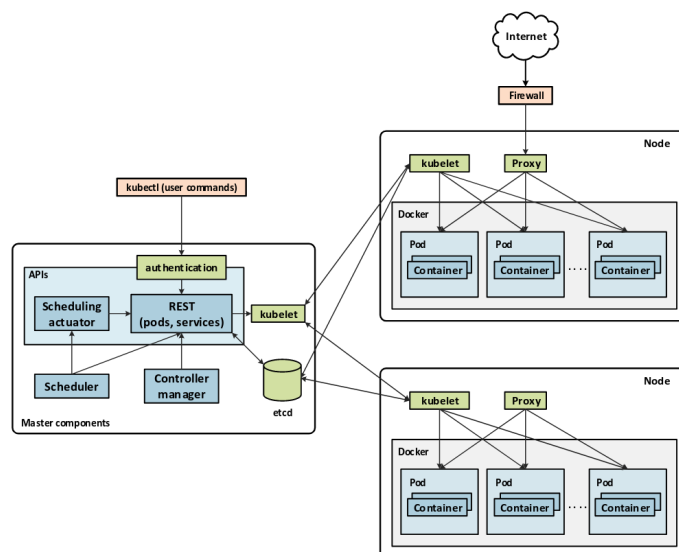 Internet
Firewall
Node
kubelet
Proxy
Docker
Pod
Container
Pod
Container
....
Pod
Container
kubectl (user commands)
authentication
APIs
Scheduling
actuator
REST
(pods, services)
kubelet
Scheduler
Controller
manager
etcd
Master components
Node
kubelet
Proxy
Docker
Pod
Container
Pod
Container
....
Pod
Container